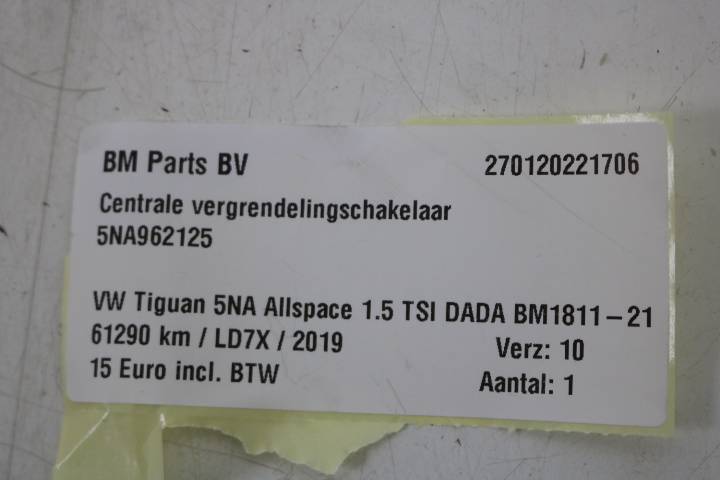 BM Parts BV 270120221706
Centrale vergrendelingschakelaar
5NA962125
VW Tiguan 5NA Allspace 1.5 TSI DADA BM1811-21
61290 km / LD7X / 2019 Verz: 10
15 Euro incl. BTW Aantal: 1